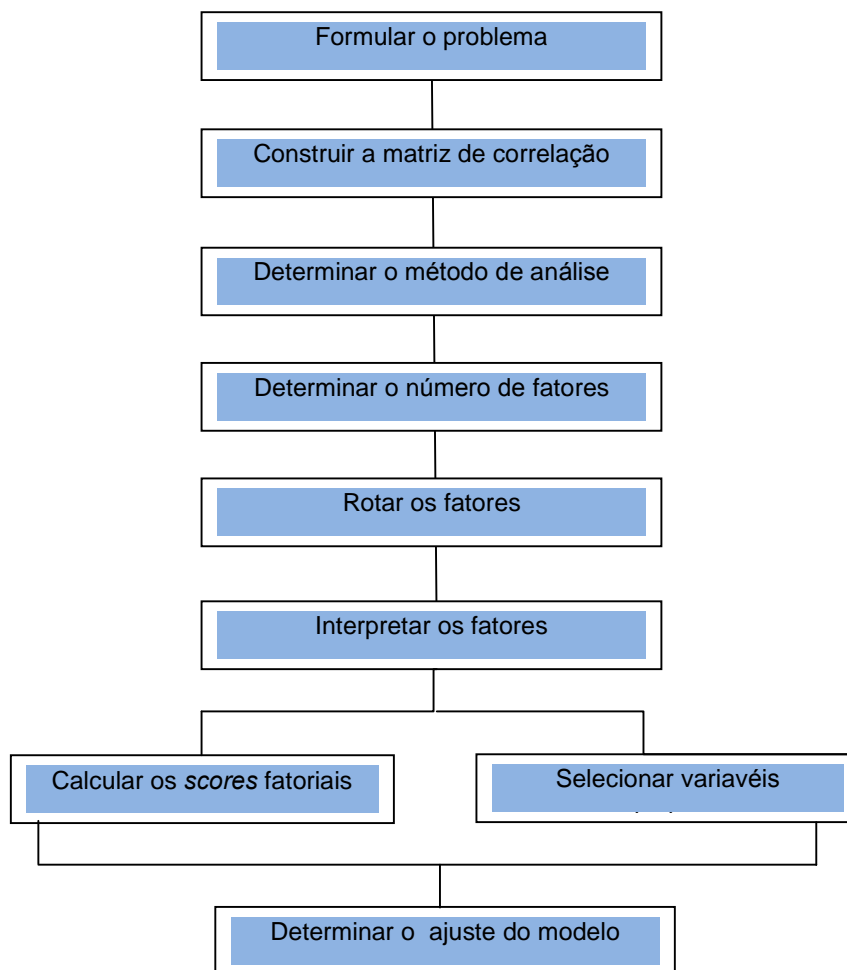 Formular o problema
Construir a matriz de correlação
Determinar o método de análise
Determinar o número de fatores
Rotar os fatores
Interpretar os fatores
Calcular os scores fatoriais
Selecionar variavéis
Determinar o ajuste do modelo